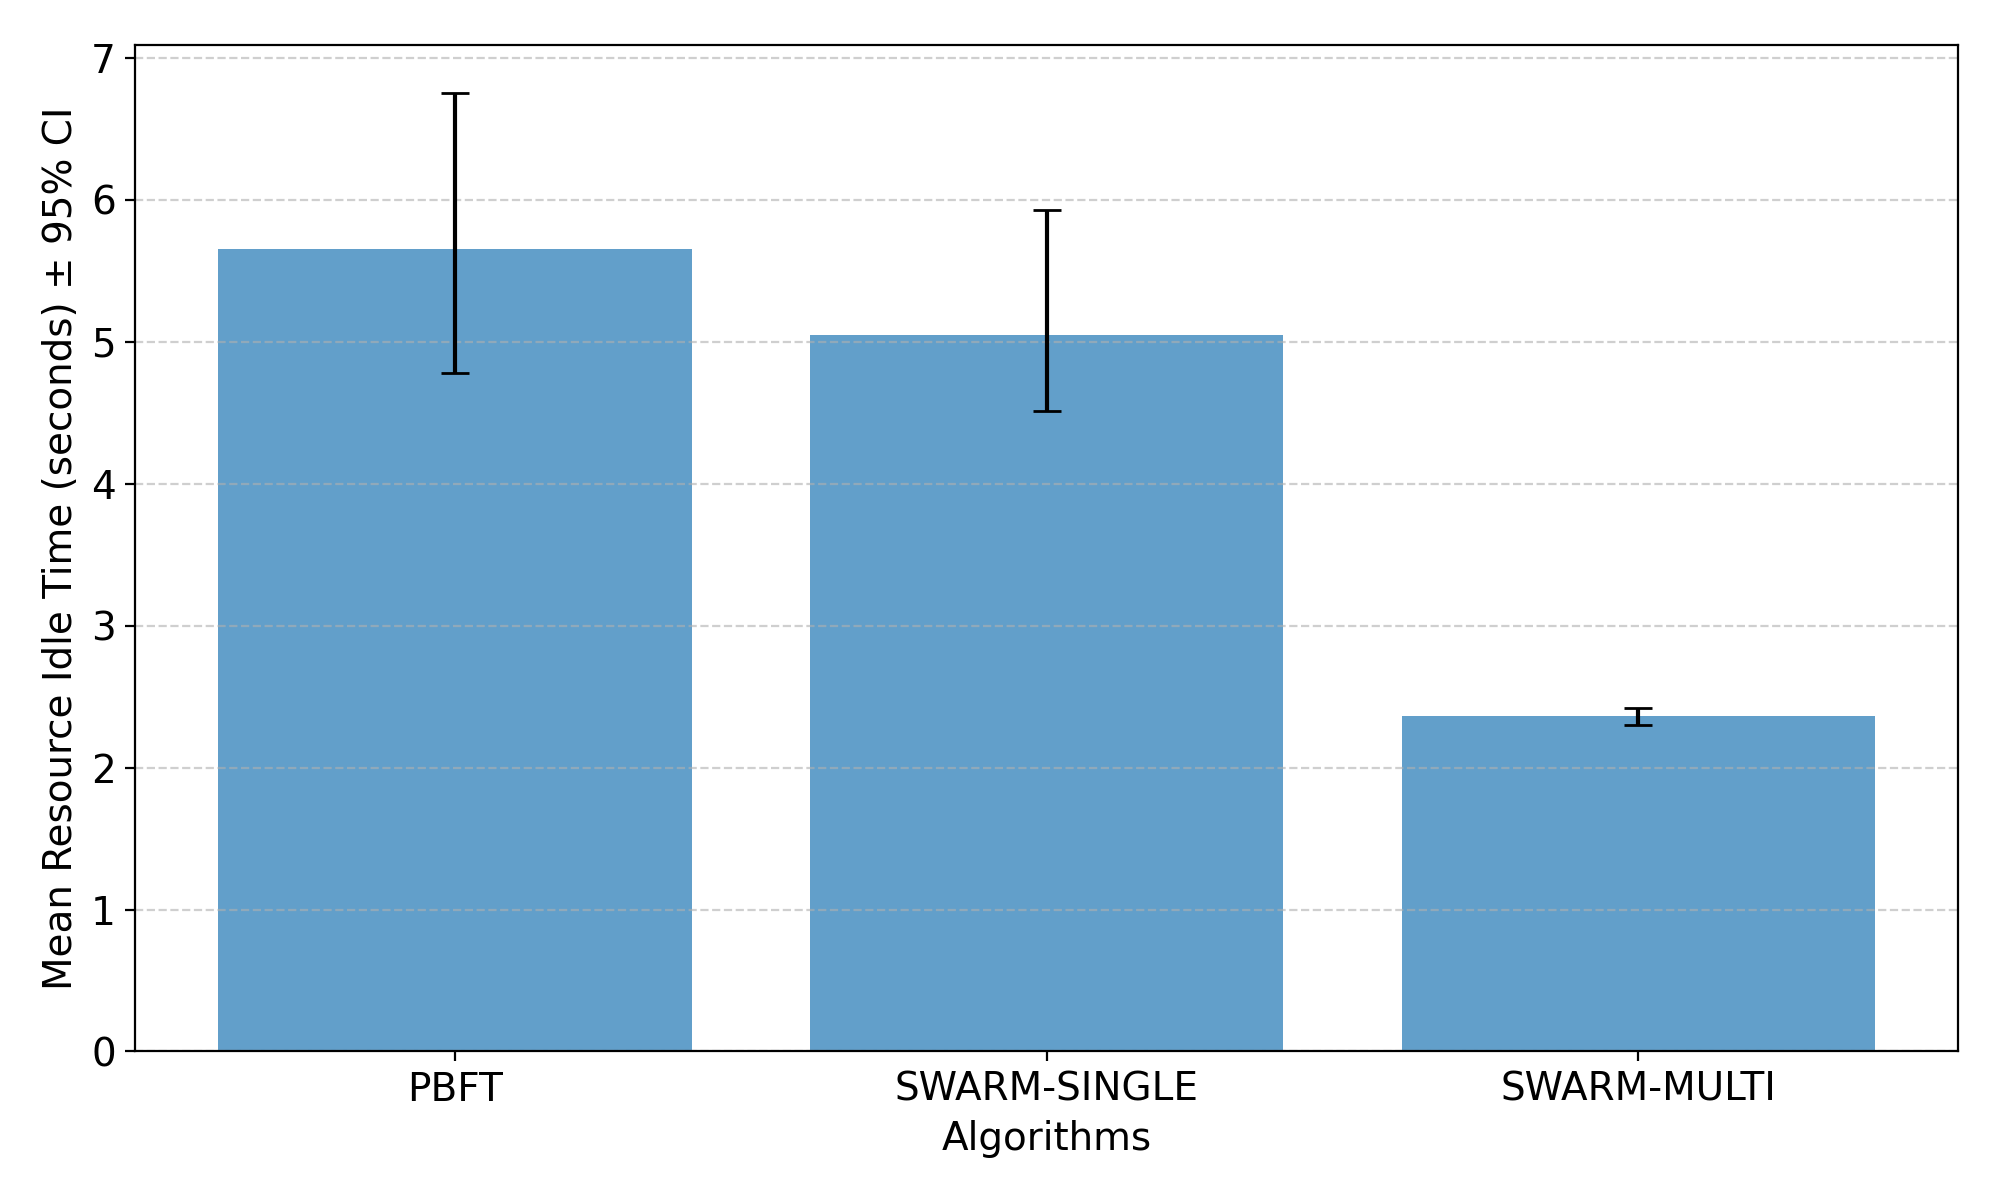 Mean Resource Idle Time (seconds) ± 95% CI
7
6
5
4
3
2
1
0
PBFT
SWARM-SINGLE
SWARM-MULTI
Algorithms